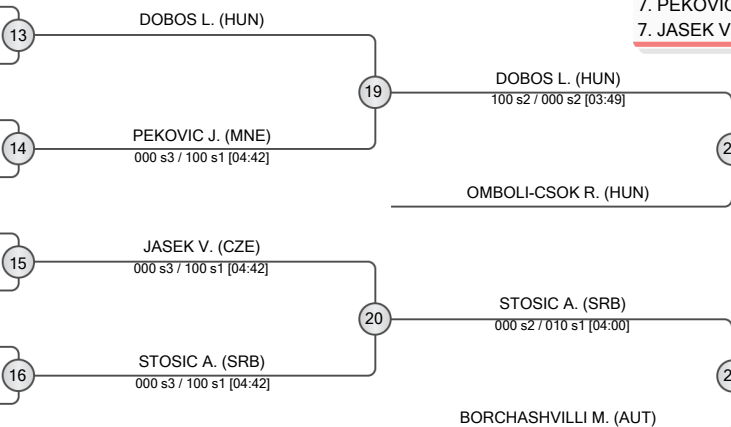 7. PEKOVIC
7. JASEK V
DOBOS L. (HUN)
13
19
DOBOS L. (HUN)
100 s2 / 000 s2 [03:49]
PEKOVIC J. (MNE)
14
000 s3 / 100 s1 [04:42]
2
OMBOLI-CSOK R. (HUN)
JASEK V. (CZE)
15
000 s3 / 100 s1 [04:42]
STOSIC A. (SRB)
20
000 s2 / 010 s1 [04:00]
STOSIC A. (SRB)
16
000 s3 / 100 s1 [04:42]
2
BORCHASHVILLI M. (AUT)